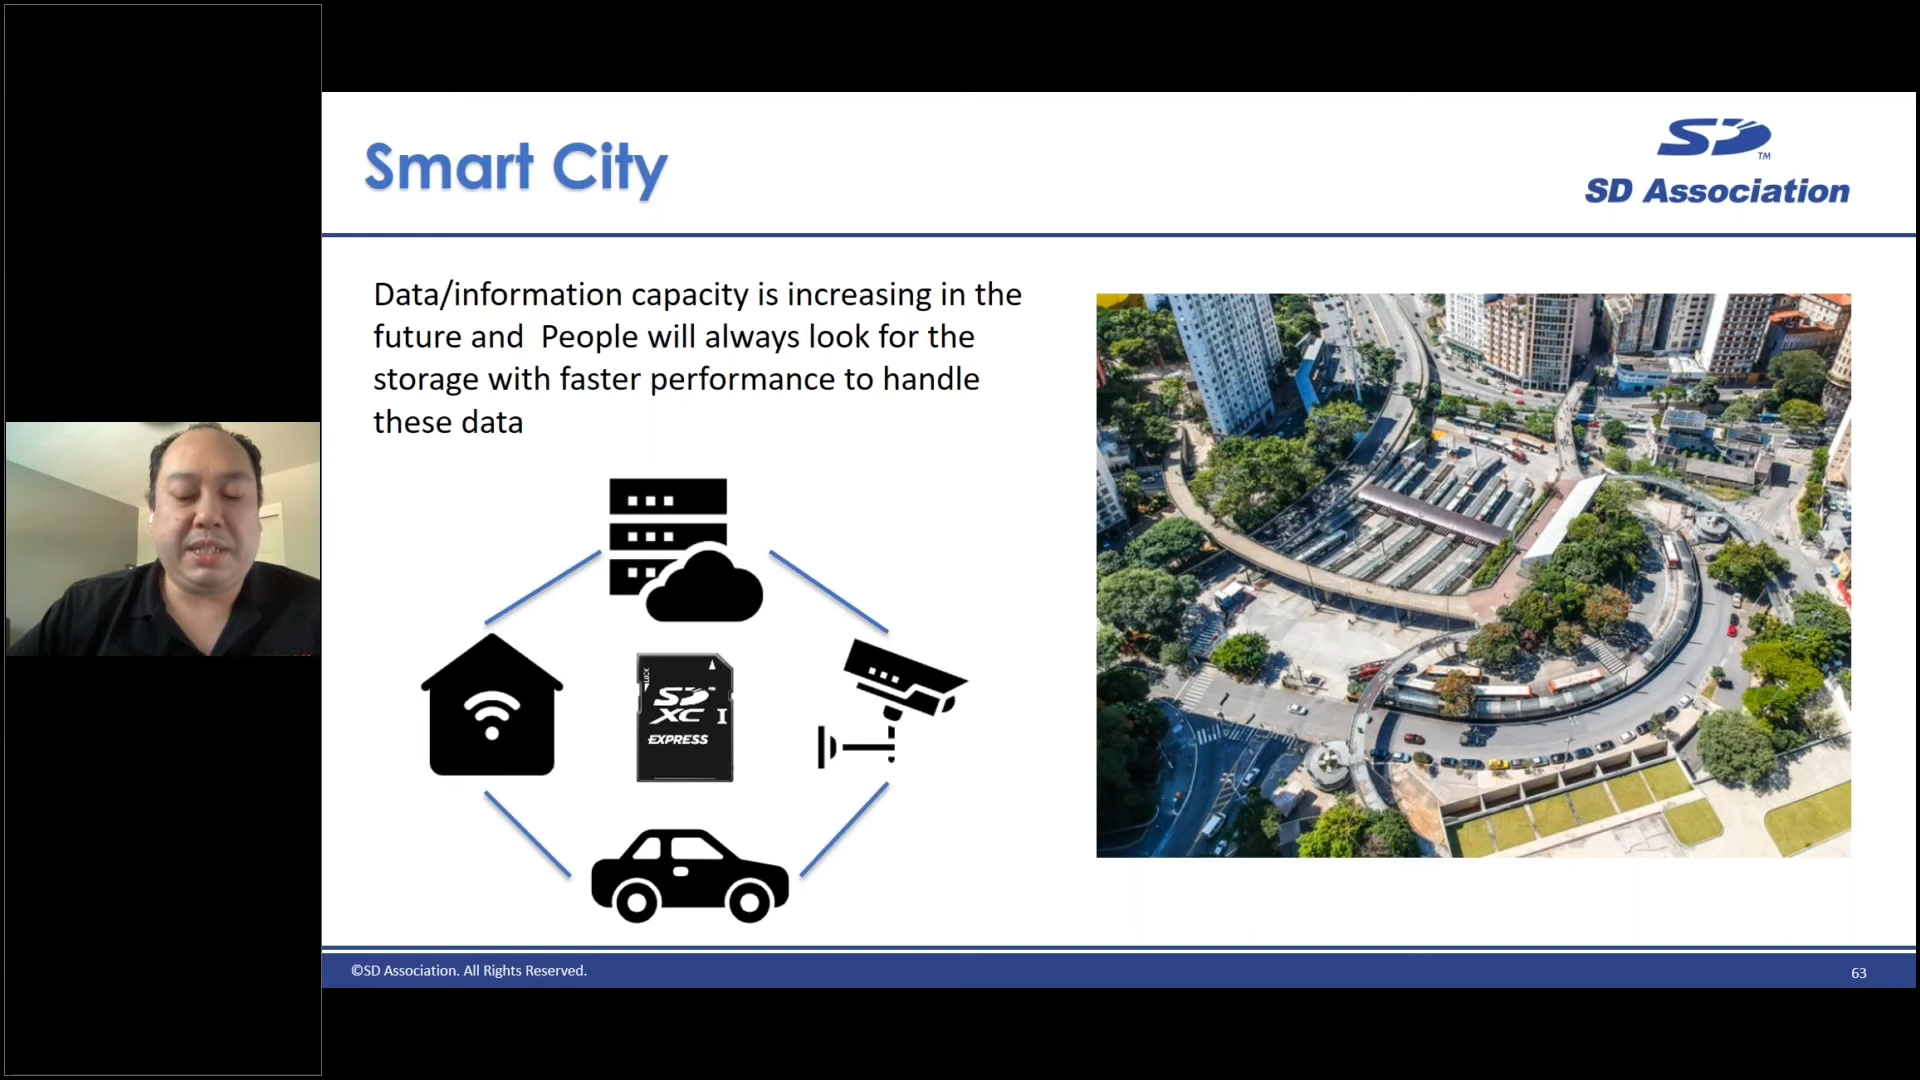 Smart City
SD
TM
SD Association
Data/information capacity is increasing in the
future and  People will always look for the
storage with faster performance to handle
these data
LOCK
SD
XC I
EXPRESS
©SD Association. All Rights Reserved.
63